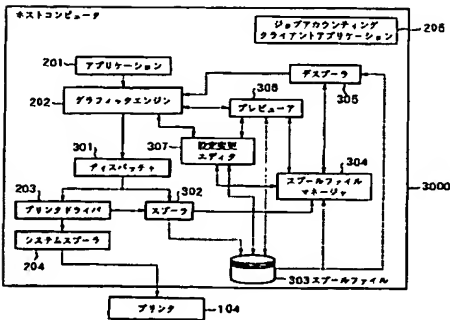 ホストコンピュータ
ジョブアカウンティング
クライアントアプリケーション
206
201
アプリケーション
デスプーラ
305
202
グラフィックエンジン
306
プレビューア
307
設定変更
エディタ
301
ディスパッチャ
304
スプールファイル
マネージャ
3000
203
プリンタドライバ
302
スプーラ
システムスプーラ
204
303 スプールファイル
プリンタ
104